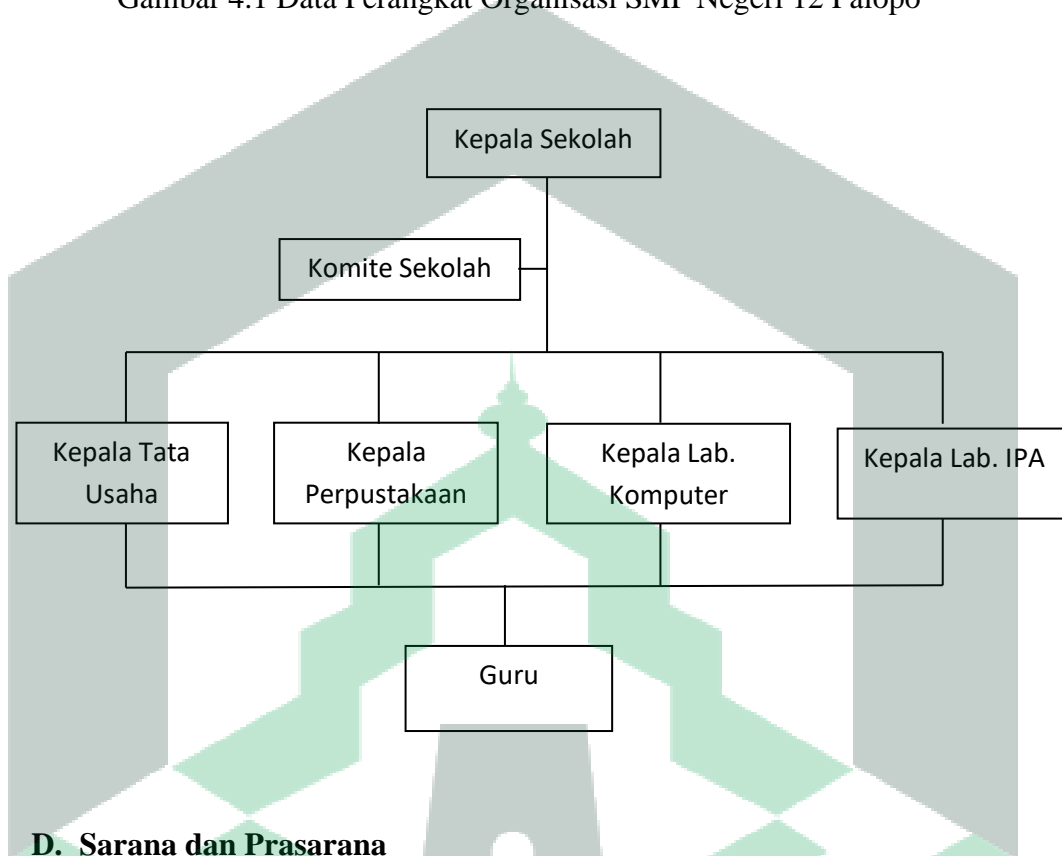 Gambar 4.1 Data Perangkat Organisasi SMP Negeri 12 Palopo
Kepala Sekolah
Komite Sekolah
Kepala Tata
Usaha
Kepala
Perpustakaan
Kepala Lab.
Komputer
Kepala Lab. IPA
Guru
D. Sarana dan Prasarana